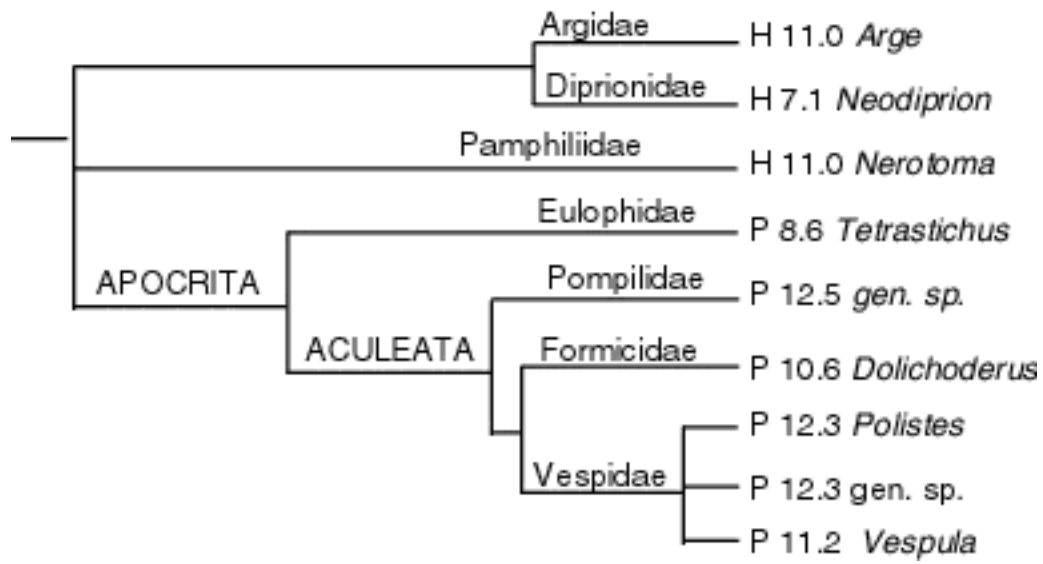 Argidae
H 11.0 Arge
Diprionidae
H 7.1 Neodiprion
Pamphiliidae
H 11.0 Nerotoma
Eulophidae
P 8.6 Tetrastichus
APOCRITA
Pompilidae
P 12.5 gen. sp.
ACULEATA
Formicidae
P 10.6 Dolichoderus
P 12.3 Polistes
Vespidae
P 12.3 gen. sp.
P 11.2 Vespula